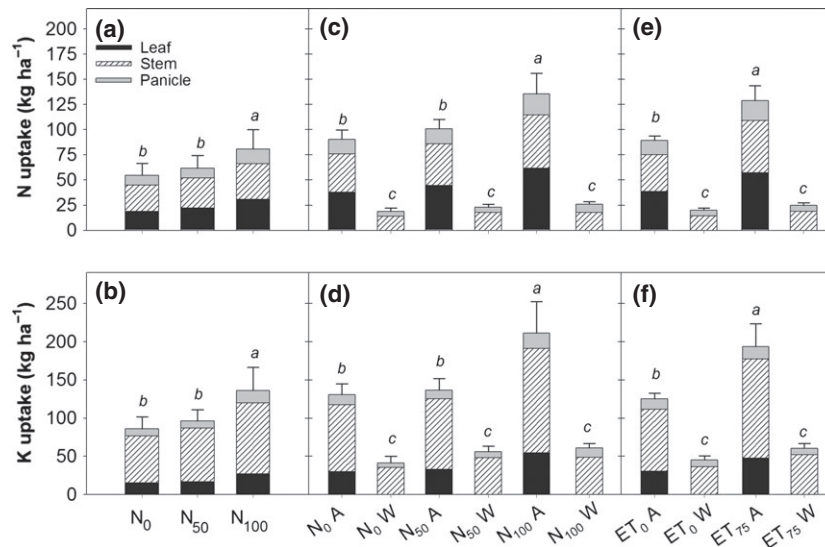 (a)
Leaf
Stem
Panicle
N uptake (kg ha⁻¹)
200
175
150
125
100
75
50
25
0
b
b
a
(c)
b
c
b
c
a
c
(e)
b
c
a
c
(b)
K uptake (kg ha⁻¹)
250
200
150
100
50
0
b
b
a
(d)
b
c
b
c
a
c
(f)
b
c
a
c
N₀
N₅₀
N₁₀₀
N₀ A
N₀ W
N₅₀ A
N₅₀ W
N₁₀₀ A
N₁₀₀ W
ET₀ A
ET₀ W
ET₇₅ A
ET₇₅ W